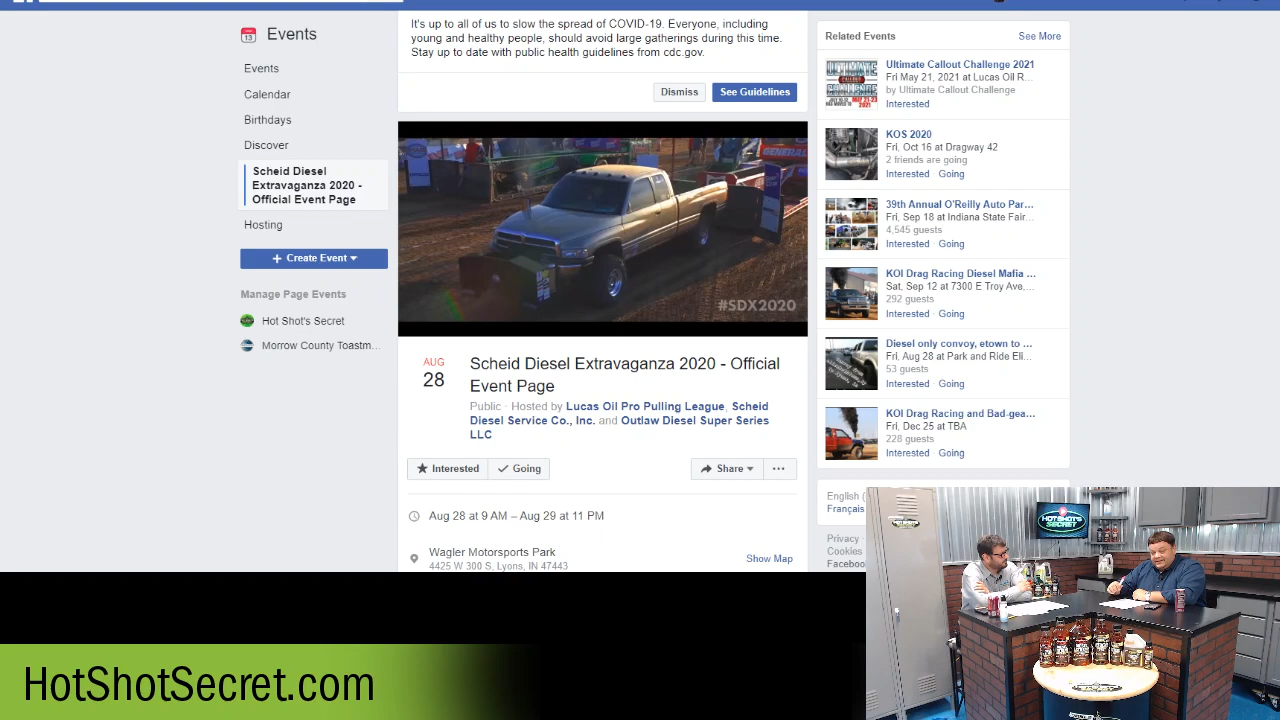 It's up to all of us to slow the spread of COVID-19. Everyone, including
young and healthy people, should avoid large gatherings during this time.
Stay up to date with public health guidelines from cdc.gov.
Dismiss
See Guidelines
13
Events
Events
Calendar
Birthdays
Discover
Scheid Diesel
Extravaganza 2020 -
Official Event Page
Hosting
+ Create Event
Manage Page Events
Hot Shot's Secret
Morrow County Toastm...
#SDX2020
AUG
28
Scheid Diesel Extravaganza 2020 - Official
Event Page
Public · Hosted by Lucas Oil Pro Pulling League, Scheid
Diesel Service Co., Inc. and Outlaw Diesel Super Series
LLC
Interested
Going
Share
...
Aug 28 at 9 AM – Aug 29 at 11 PM
Wagler Motorsports Park
4425 W 300 S, Lyons, IN 47443
Show Map
Related Events
See More
ULTIMATE
CALLOUT
CHALLENGE
2021
Ultimate Callout Challenge 2021
Fri May 21, 2021 at Lucas Oil R...
by Ultimate Callout Challenge
Interested
KOS 2020
Fri, Oct 16 at Dragway 42
2 friends are going
Interested · Going
39th Annual O'Reilly Auto Par...
Fri, Sep 18 at Indiana State Fair...
4,545 guests
Interested · Going
KOI Drag Racing Diesel Mafia ...
Sat, Sep 12 at 7300 E Troy Ave,...
292 guests
Interested · Going
Diesel only convoy, etown to ...
Fri, Aug 28 at Park and Ride Eli...
53 guests
Interested · Going
KOI Drag Racing and Bad-gea...
Fri, Dec 25 at TBA
228 guests
Interested · Going
English (
Français
Privacy ·
Cookies
Faceboo
HOT SHOT'S
SECRET
HotShotSecret.com